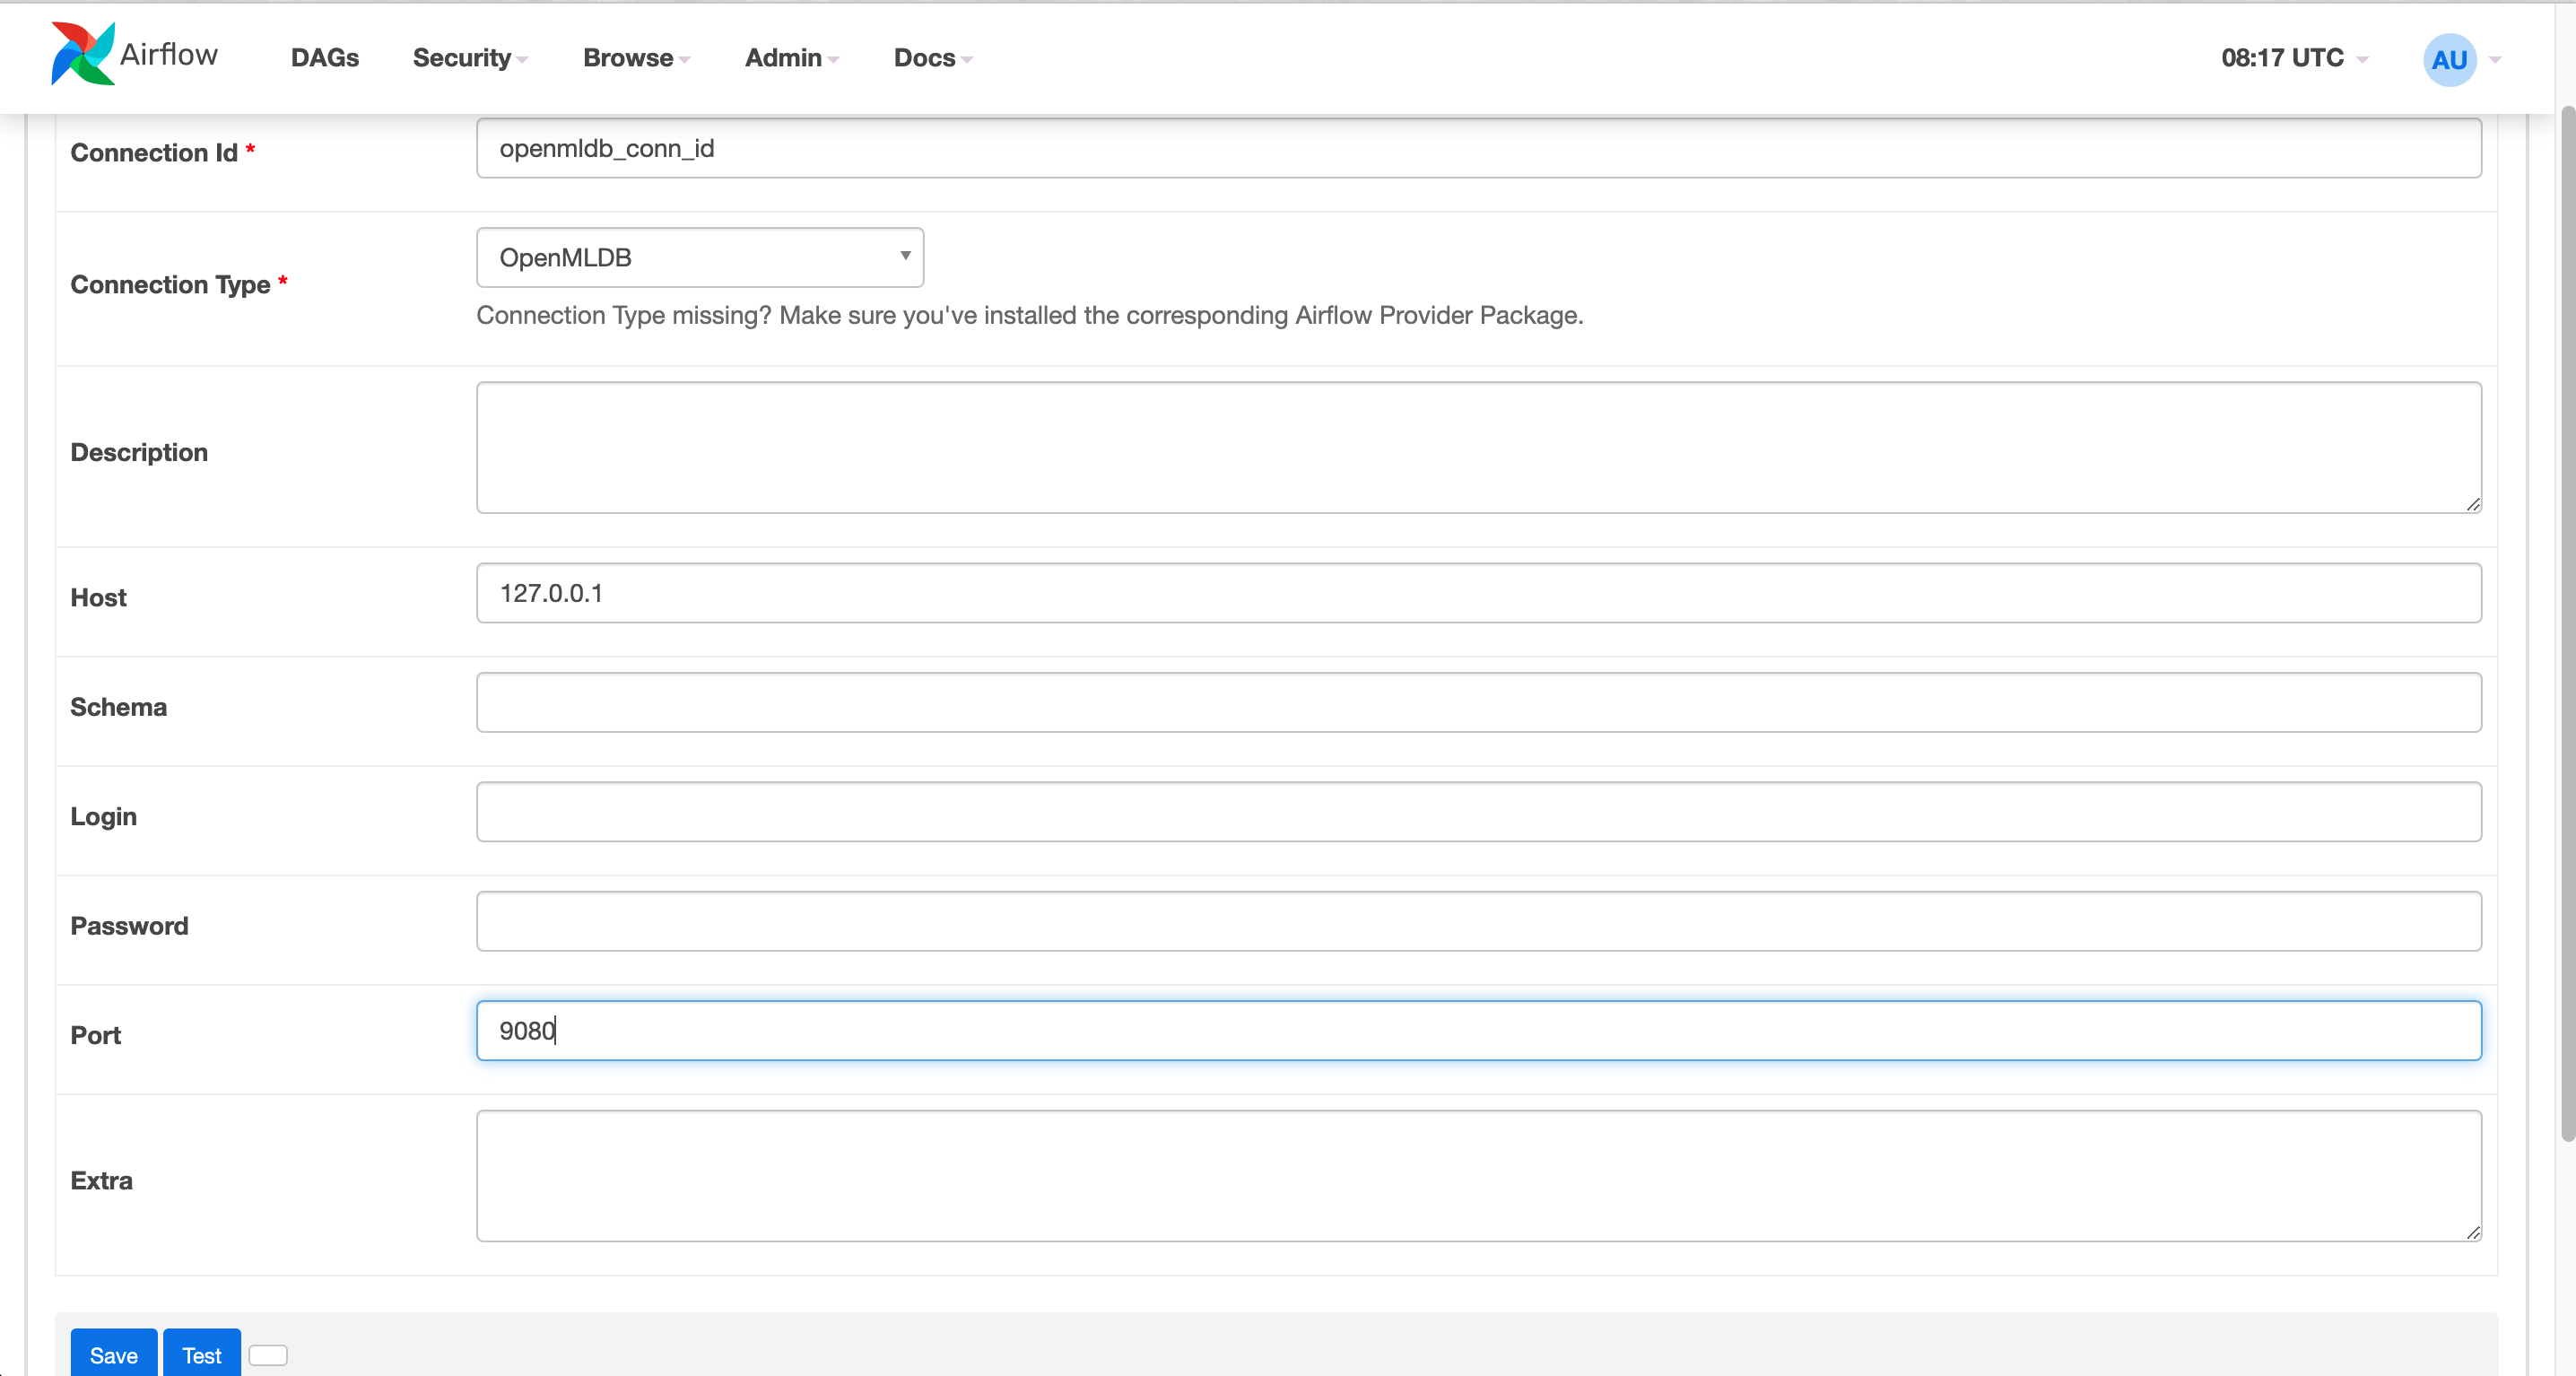 Airflow DAGs Security Browse Admin Docs 08:17 UTC AU
Connection Id * openmldb_conn_id
Connection Type * OpenMLDB
Connection Type missing? Make sure you've installed the corresponding Airflow Provider Package.
Description
Host 127.0.0.1
Schema
Login
Password
Port 9080
Extra
Save Test